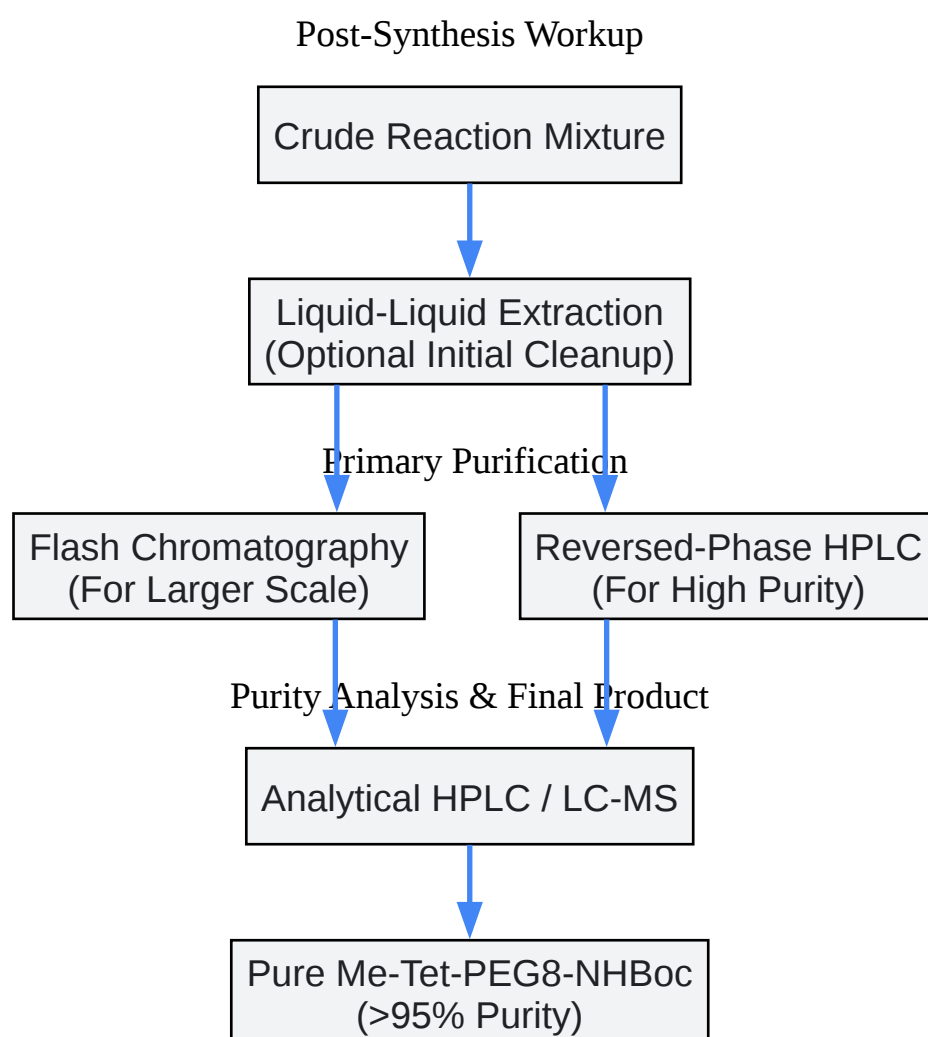 Post-Synthesis Workup
Crude Reaction Mixture
Liquid-Liquid Extraction
(Optional Initial Cleanup)
Primary Purification
Flash Chromatography
(For Larger Scale)
Reversed-Phase HPLC
(For High Purity)
Purity Analysis & Final Product
Analytical HPLC / LC-MS
Pure Me-Tet-PEG8-NHBoc
(>95% Purity)